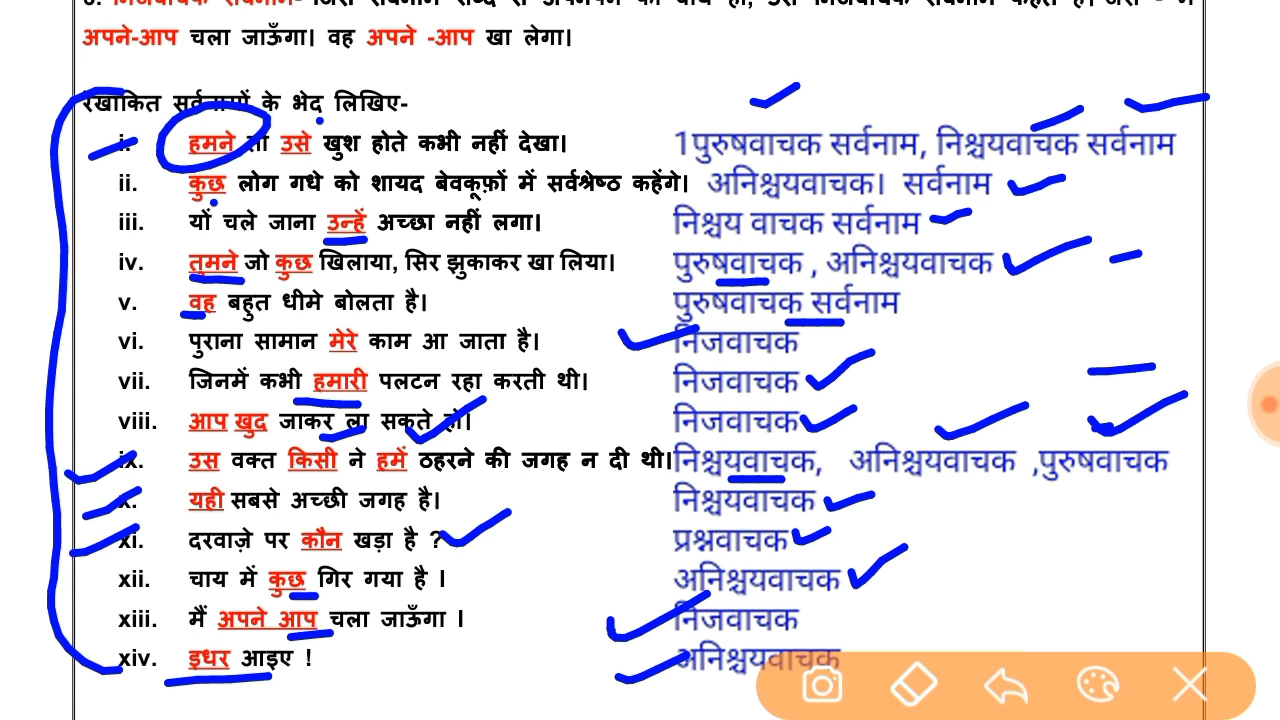 अपने-आप चला जाऊँगा। वह अपने -आप खा लेगा।
रेखांकित सर्वनामों के भेद लिखिए-
i. हमने तो उसे खुश होते कभी नहीं देखा। 1पुरुषवाचक सर्वनाम, निश्चयवाचक सर्वनाम
ii. कुछ लोग गधे को शायद बेवकूफ़ों में सर्वश्रेष्ठ कहेंगे। अनिश्चयवाचक। सर्वनाम
iii. यों चले जाना उन्हें अच्छा नहीं लगा। निश्चय वाचक सर्वनाम
iv. तुमने जो कुछ खिलाया, सिर झुकाकर खा लिया। पुरुषवाचक , अनिश्चयवाचक
v. वह बहुत धीमे बोलता है। पुरुषवाचक सर्वनाम
vi. पुराना सामान मेरे काम आ जाता है। निजवाचक
vii. जिनमें कभी हमारी पलटन रहा करती थी। निजवाचक
viii. आप खुद जाकर ला सकते हो। निजवाचक
ix. उस वक्त किसी ने हमें ठहरने की जगह न दी थी। निश्चयवाचक, अनिश्चयवाचक ,पुरुषवाचक
x. यही सबसे अच्छी जगह है। निश्चयवाचक
xi. दरवाज़े पर कौन खड़ा है ? प्रश्नवाचक
xii. चाय में कुछ गिर गया है । अनिश्चयवाचक
xiii. मैं अपने आप चला जाऊँगा । निजवाचक
xiv. इधर आइए ! अनिश्चयवाचक